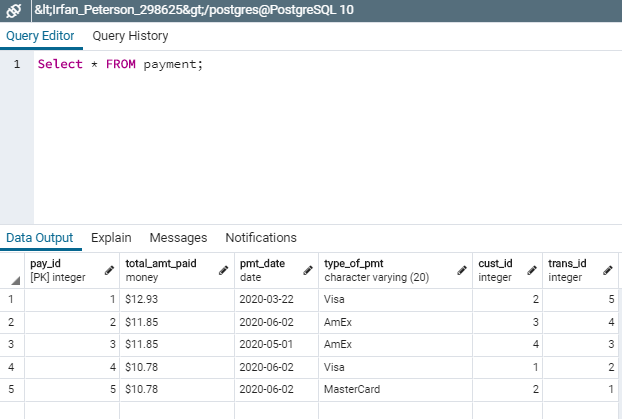 &lt;Irfan_Peterson_298625&gt;/postgres@PostgreSQL 10
Query Editor Query History
1 Select * FROM payment;
Data Output Explain Messages Notifications
pay_id total_amt_paid pmt_date type_of_pmt cust_id trans_id
[PK] integer money date character varying (20) integer integer
1 1 $12.93 2020-03-22 Visa 2 5
2 2 $11.85 2020-06-02 AmEx 3 4
3 3 $11.85 2020-05-01 AmEx 4 3
4 4 $10.78 2020-06-02 Visa 1 2
5 5 $10.78 2020-06-02 MasterCard 2 1